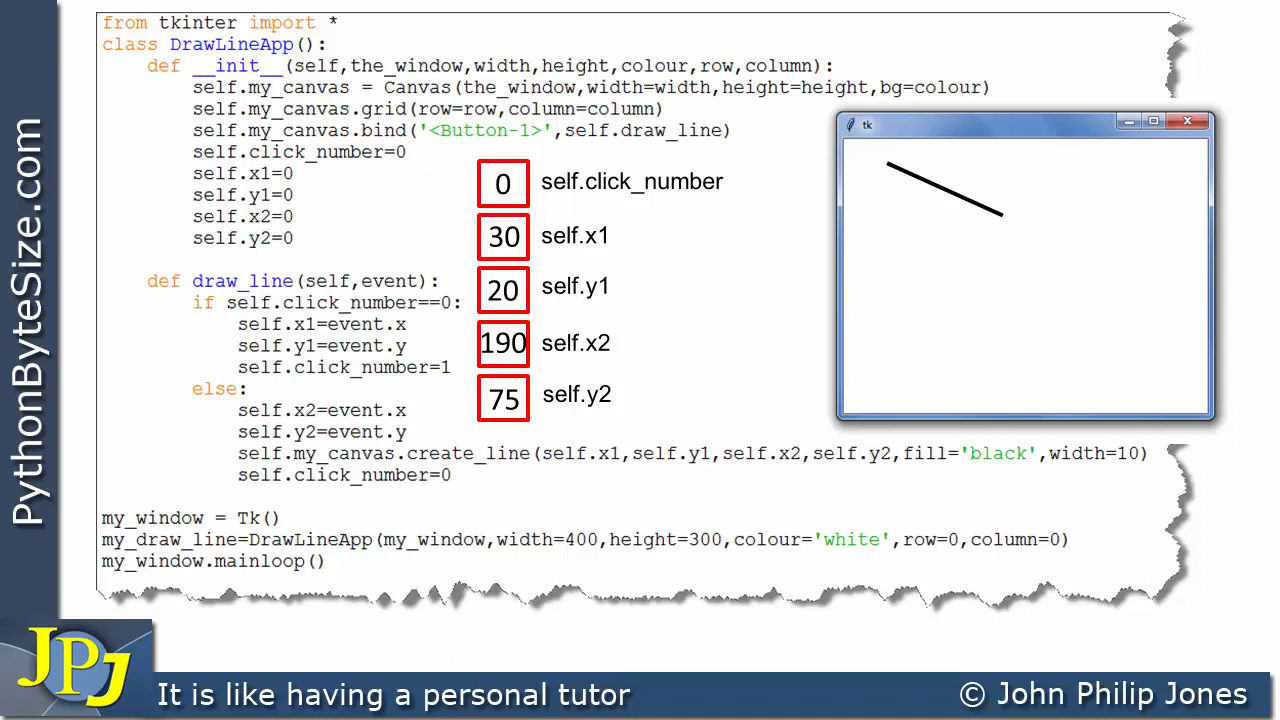 from tkinter import *
class DrawLineApp():
    def __init__(self,the_window,width,height,colour,row,column):
        self.my_canvas = Canvas(the_window,width=width,height=height,bg=colour)
        self.my_canvas.grid(row=row,column=column)
        self.my_canvas.bind('<Button-1>',self.draw_line)
        self.click_number=0
        self.x1=0
        self.y1=0
        self.x2=0
        self.y2=0
    def draw_line(self,event):
        if self.click_number==0:
            self.x1=event.x
            self.y1=event.y
            self.click_number=1
        else:
            self.x2=event.x
            self.y2=event.y
            self.my_canvas.create_line(self.x1,self.y1,self.x2,self.y2,fill='black',width=10)
            self.click_number=0
my_window = Tk()
my_draw_line=DrawLineApp(my_window,width=400,height=300,colour='white',row=0,column=0)
my_window.mainloop()
0 self.click_number
30 self.x1
20 self.y1
190 self.x2
75 self.y2
tk
PythonByteSize.com
JPJ
It is like having a personal tutor
© John Philip Jones